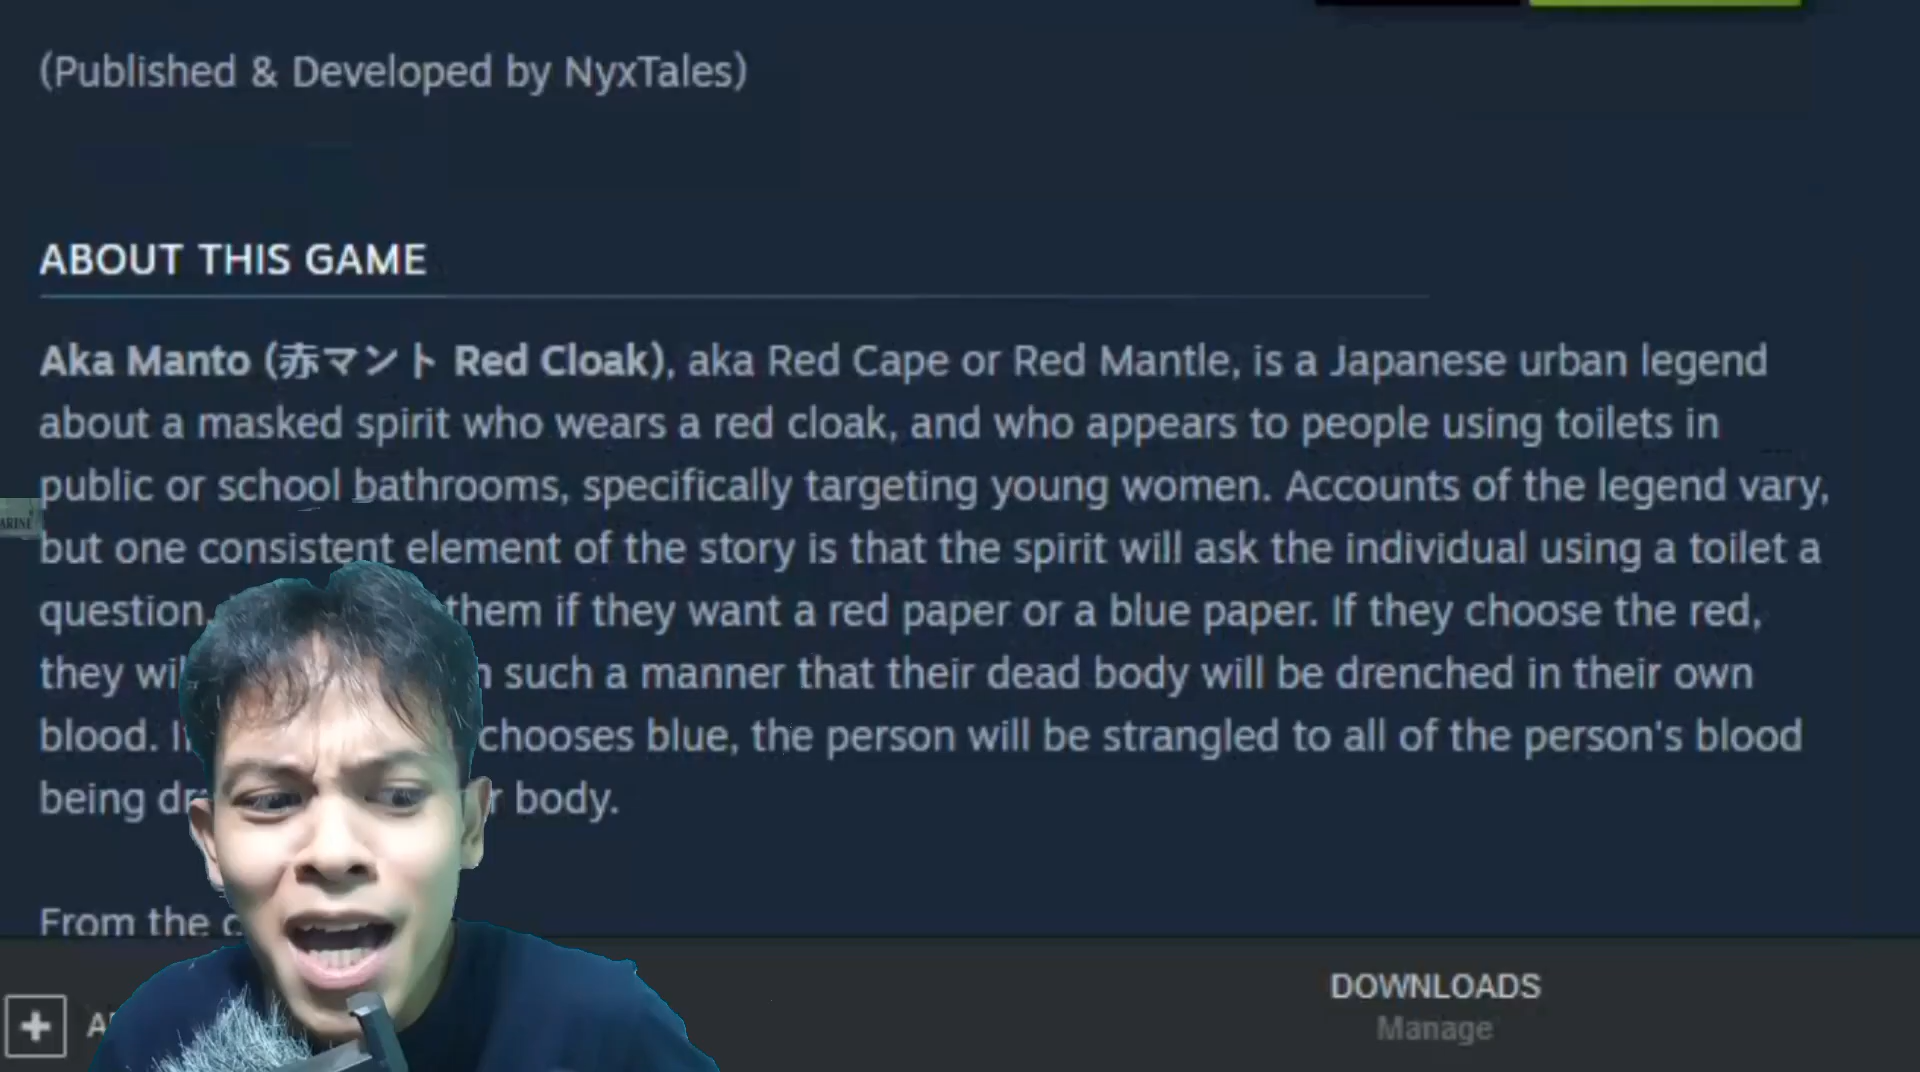 (Published & Developed by NyxTales)
ABOUT THIS GAME
Aka Manto (赤マント Red Cloak), aka Red Cape or Red Mantle, is a Japanese urban legend
about a masked spirit who wears a red cloak, and who appears to people using toilets in
public or school bathrooms, specifically targeting young women. Accounts of the legend vary,
but one consistent element of the story is that the spirit will ask the individual using a toilet a
question, them if they want a red paper or a blue paper. If they choose the red,
they such a manner that their dead body will be drenched in their own
blood. chooses blue, the person will be strangled to all of the person's blood
being body.
From the
DOWNLOADS
Manage